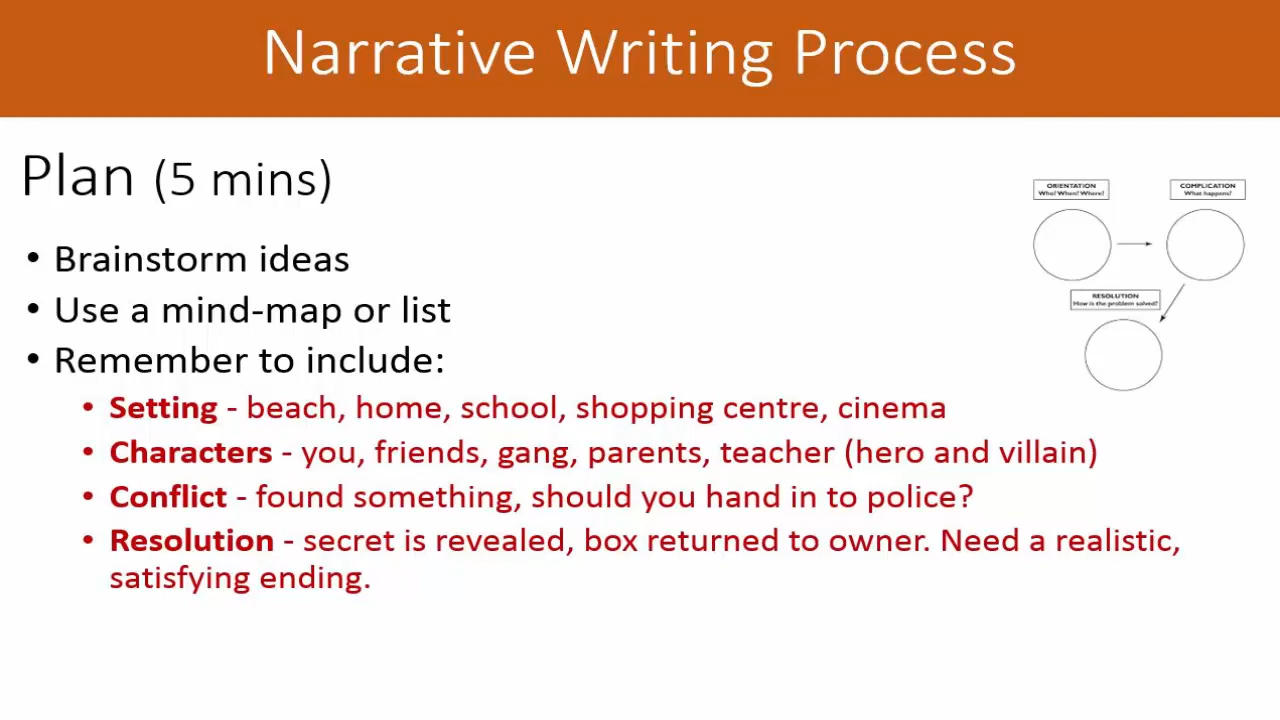 Narrative Writing Process
Plan (5 mins)
• Brainstorm ideas
• Use a mind-map or list
• Remember to include:
• Setting - beach, home, school, shopping centre, cinema
• Characters - you, friends, gang, parents, teacher (hero and villain)
• Conflict - found something, should you hand in to police?
• Resolution - secret is revealed, box returned to owner. Need a realistic,
satisfying ending.
ORIENTATION
Who? When? Where?
COMPLICATION
What happens?
RESOLUTION
How is the problem solved?